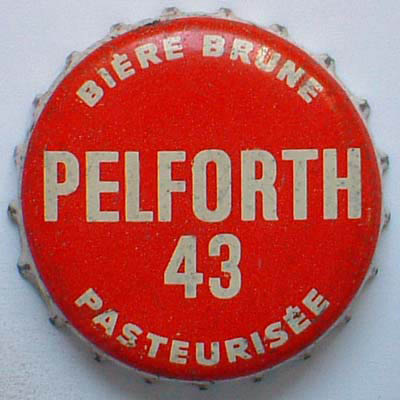 BIÈRE BRUNE
PELFORTH
43
PASTEURISÉE